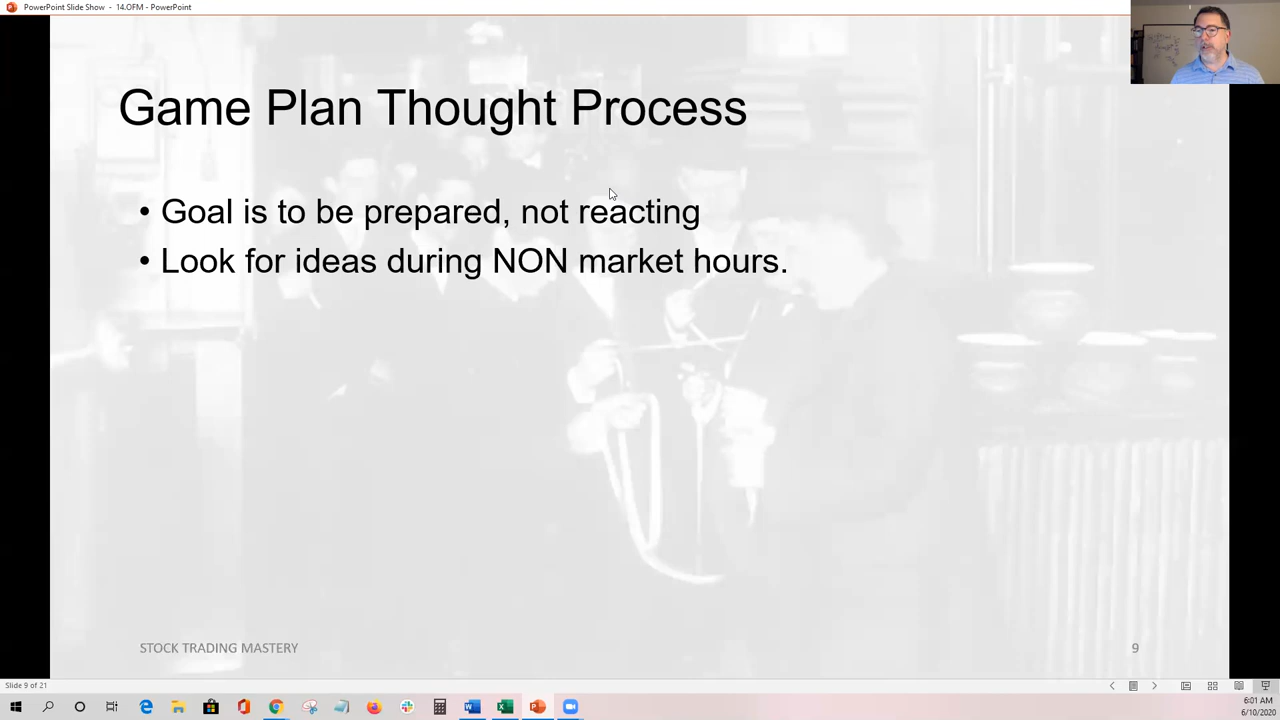 PowerPoint Slide Show - 14.OFM - PowerPoint
Game Plan Thought Process
• Goal is to be prepared, not reacting
• Look for ideas during NON market hours.
STOCK TRADING MASTERY
9
Slide 9 of 21
6:01 AM
6/10/2020